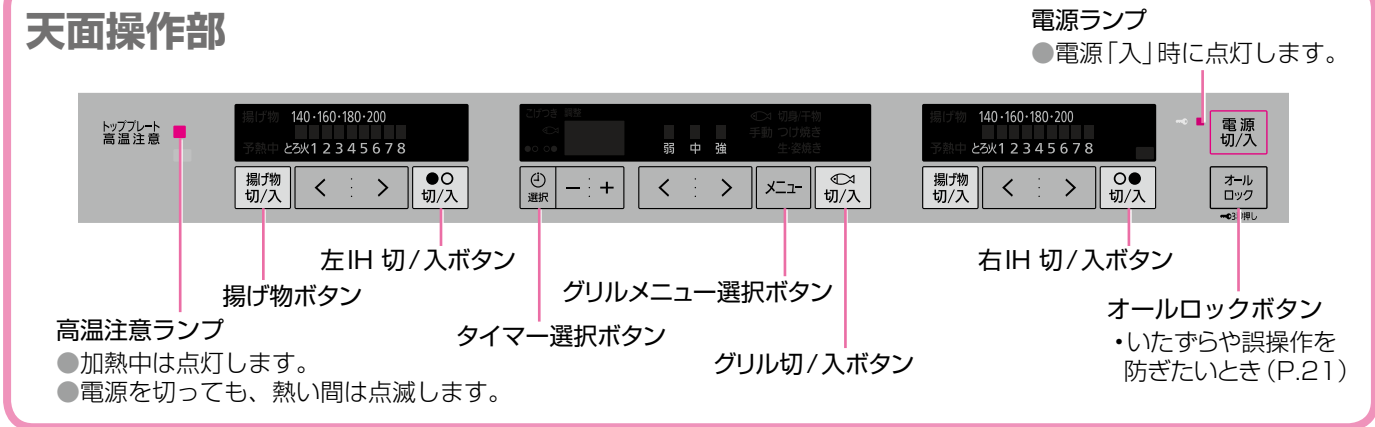 天面操作部
電源ランプ
●電源「入」時に点灯します。
トッププレート
高温注意
揚げ物 140・160・180・200
予熱中 とろ火 1 2 3 4 5 6 7 8
揚げ物
切/入
< : >
●○
切/入
こげつき 調整
弱 中 強
切身/干物
手動 つけ焼き
生・姿焼き
選択
− : +
< : >
メニュー
切/入
揚げ物 140・160・180・200
予熱中 とろ火 1 2 3 4 5 6 7 8
揚げ物
切/入
< : >
○●
切/入
電源
切/入
オール
ロック
左IH 切/入ボタン
揚げ物ボタン
高温注意ランプ
●加熱中は点灯します。
●電源を切っても、熱い間は点滅します。
グリルメニュー選択ボタン
タイマー選択ボタン
グリル切/入ボタン
右IH 切/入ボタン
オールロックボタン
・いたずらや誤操作を
防ぎたいとき(P.21)